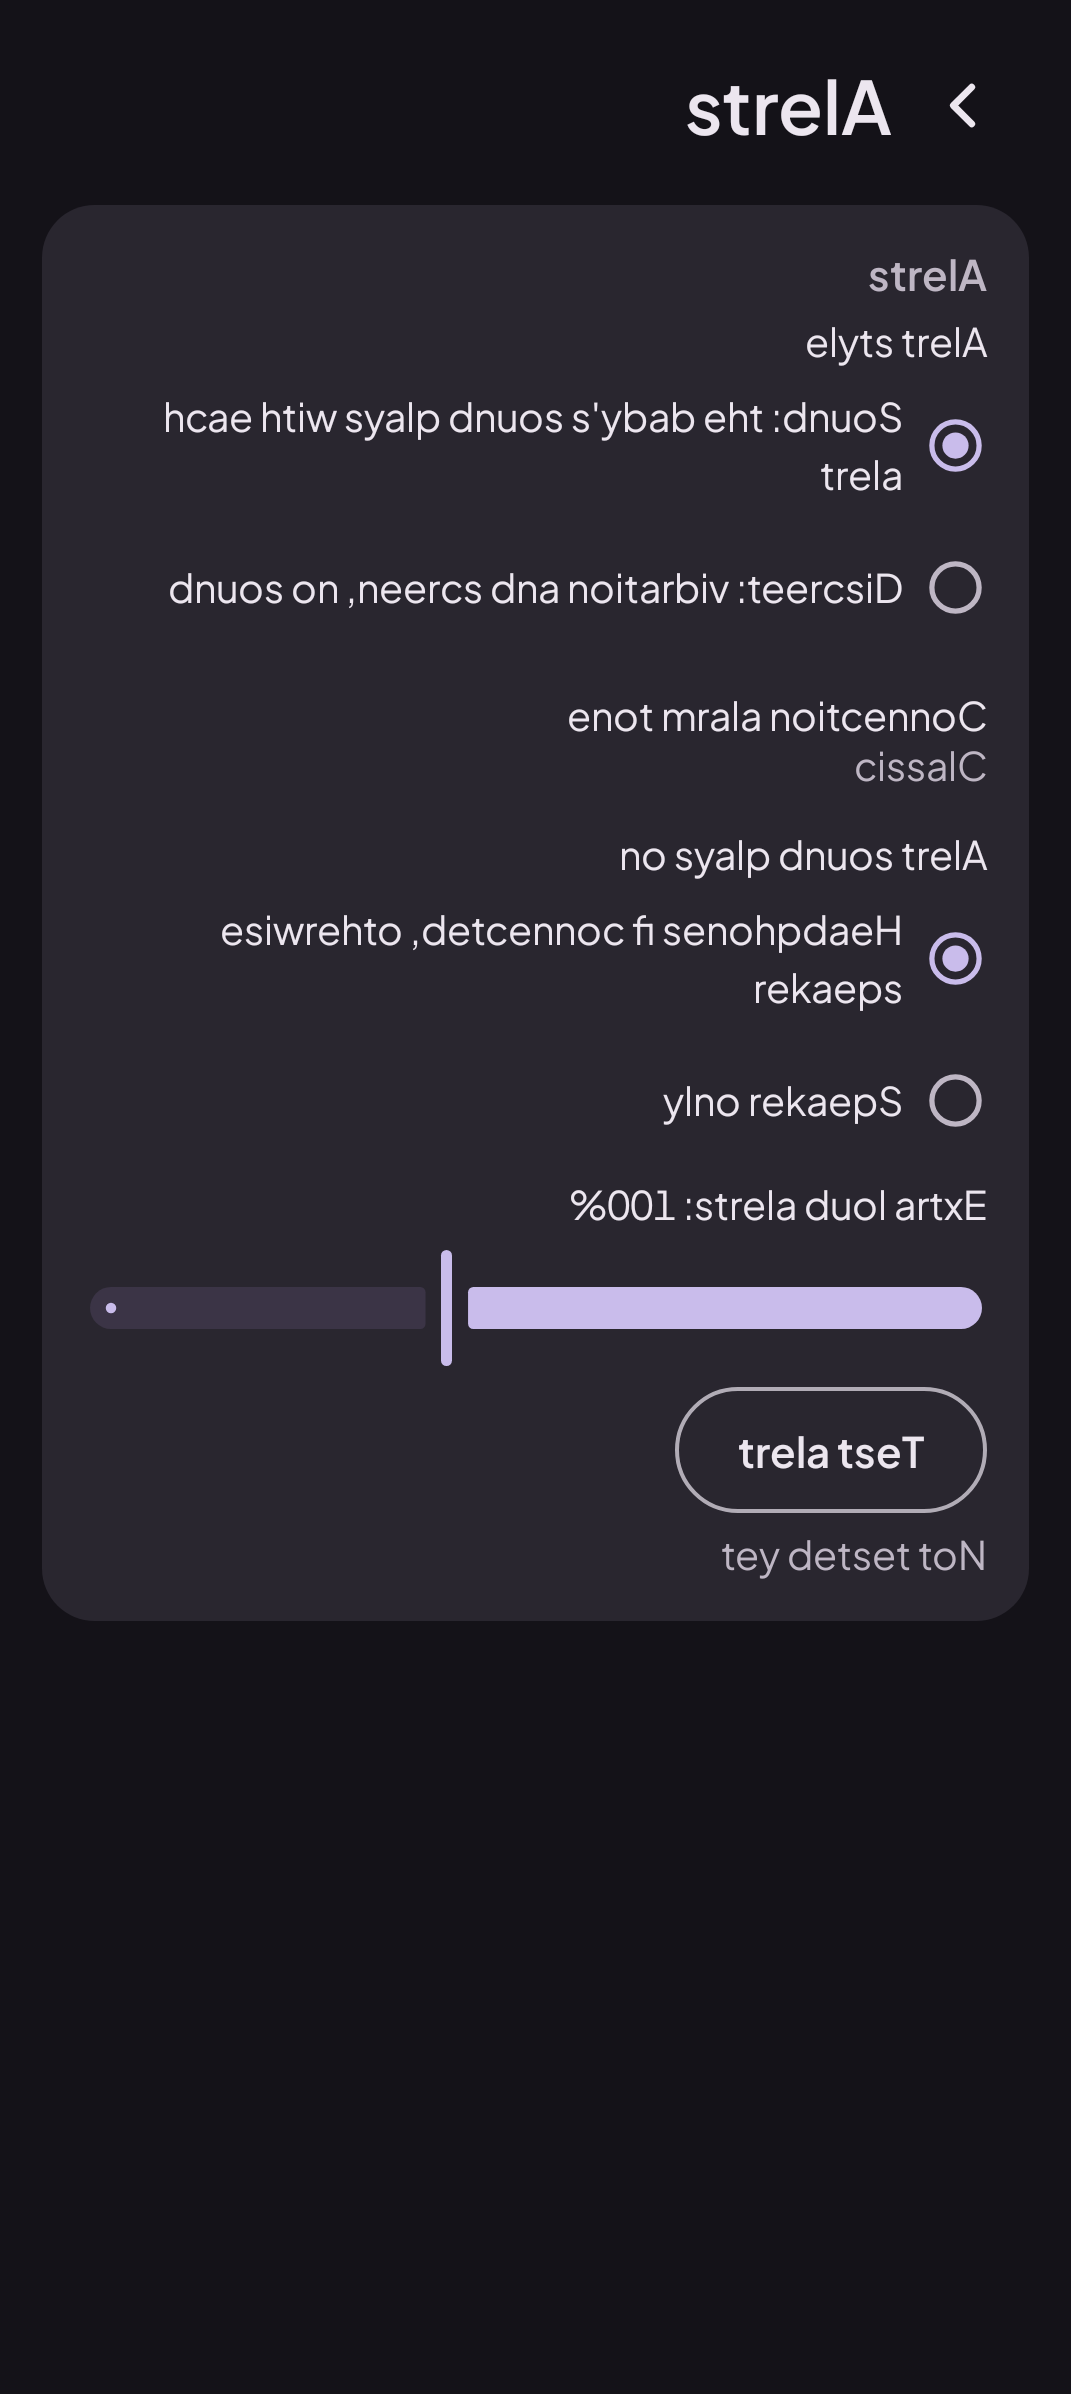 strelA
strelA
elyts trelA
hcae htiw syalp dnuos s'ybab eht :dnuoS
trela
dnuos on ,neercs dna noitarbiv :teercsiD
enot mrala noitcennoC
cissalC
no syalp dnuos trelA
esiwrehto ,detcennoc fi senohpdaeH
rekaeps
ylno rekaepS
%001 :strela duol artxE
trela tseT
tey detset toN